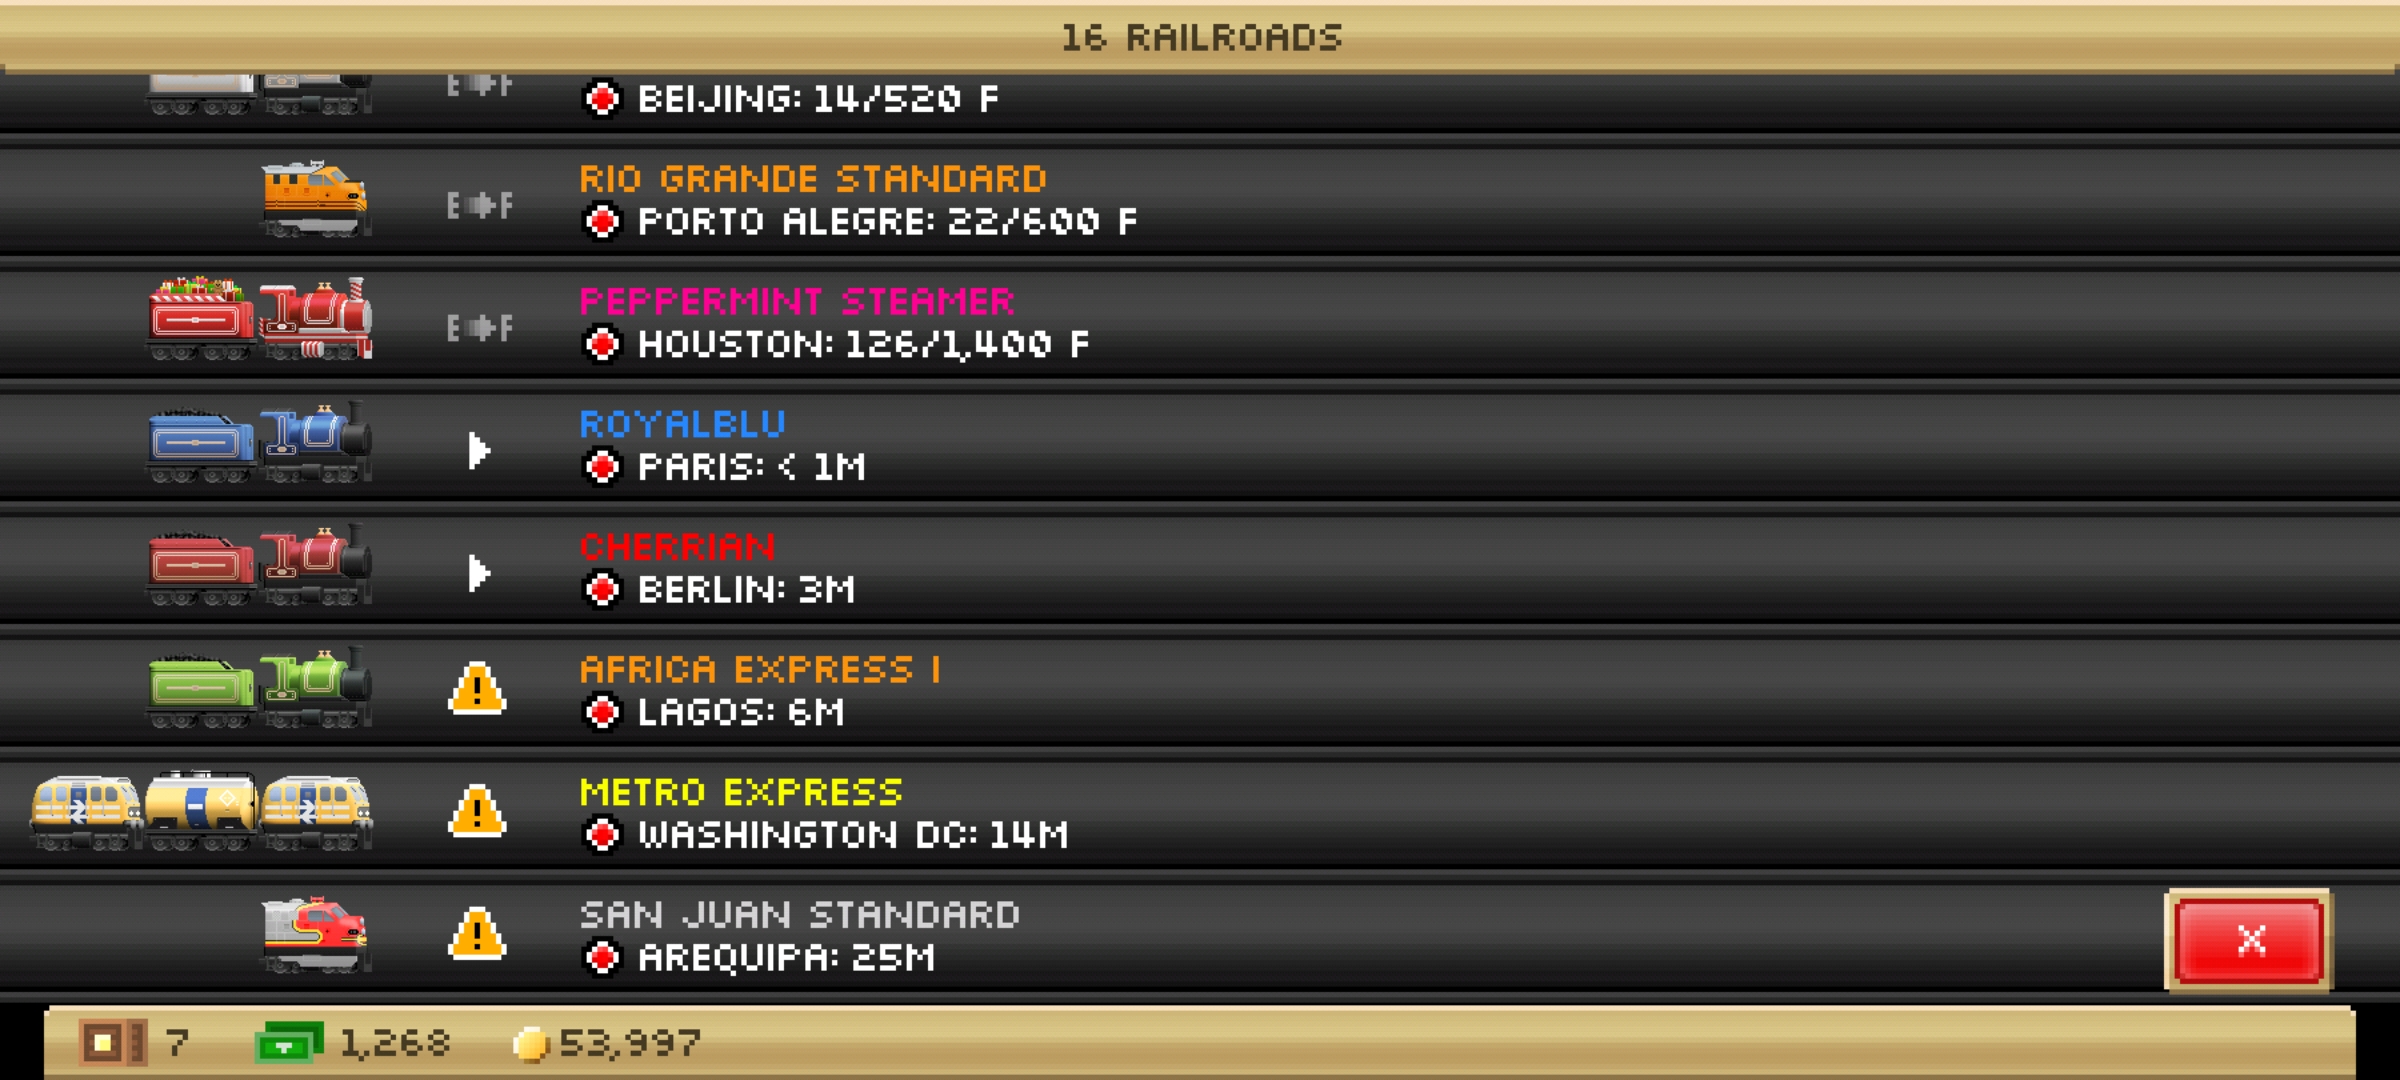 16 RAILROADS
E F
BEIJING: 14/520 F
RIO GRANDE STANDARD
E F
PORTO ALEGRE: 22/600 F
PEPPERMINT STEAMER
E F
HOUSTON: 126/1,400 F
ROYALBLU
PARIS: < 1M
CHERRIAN
BERLIN: 3M
AFRICA EXPRESS I
! LAGOS: 6M
METRO EXPRESS
! WASHINGTON DC: 14M
SAN JUAN STANDARD
! AREQUIPA: 25M
X
7 1,268 53,997